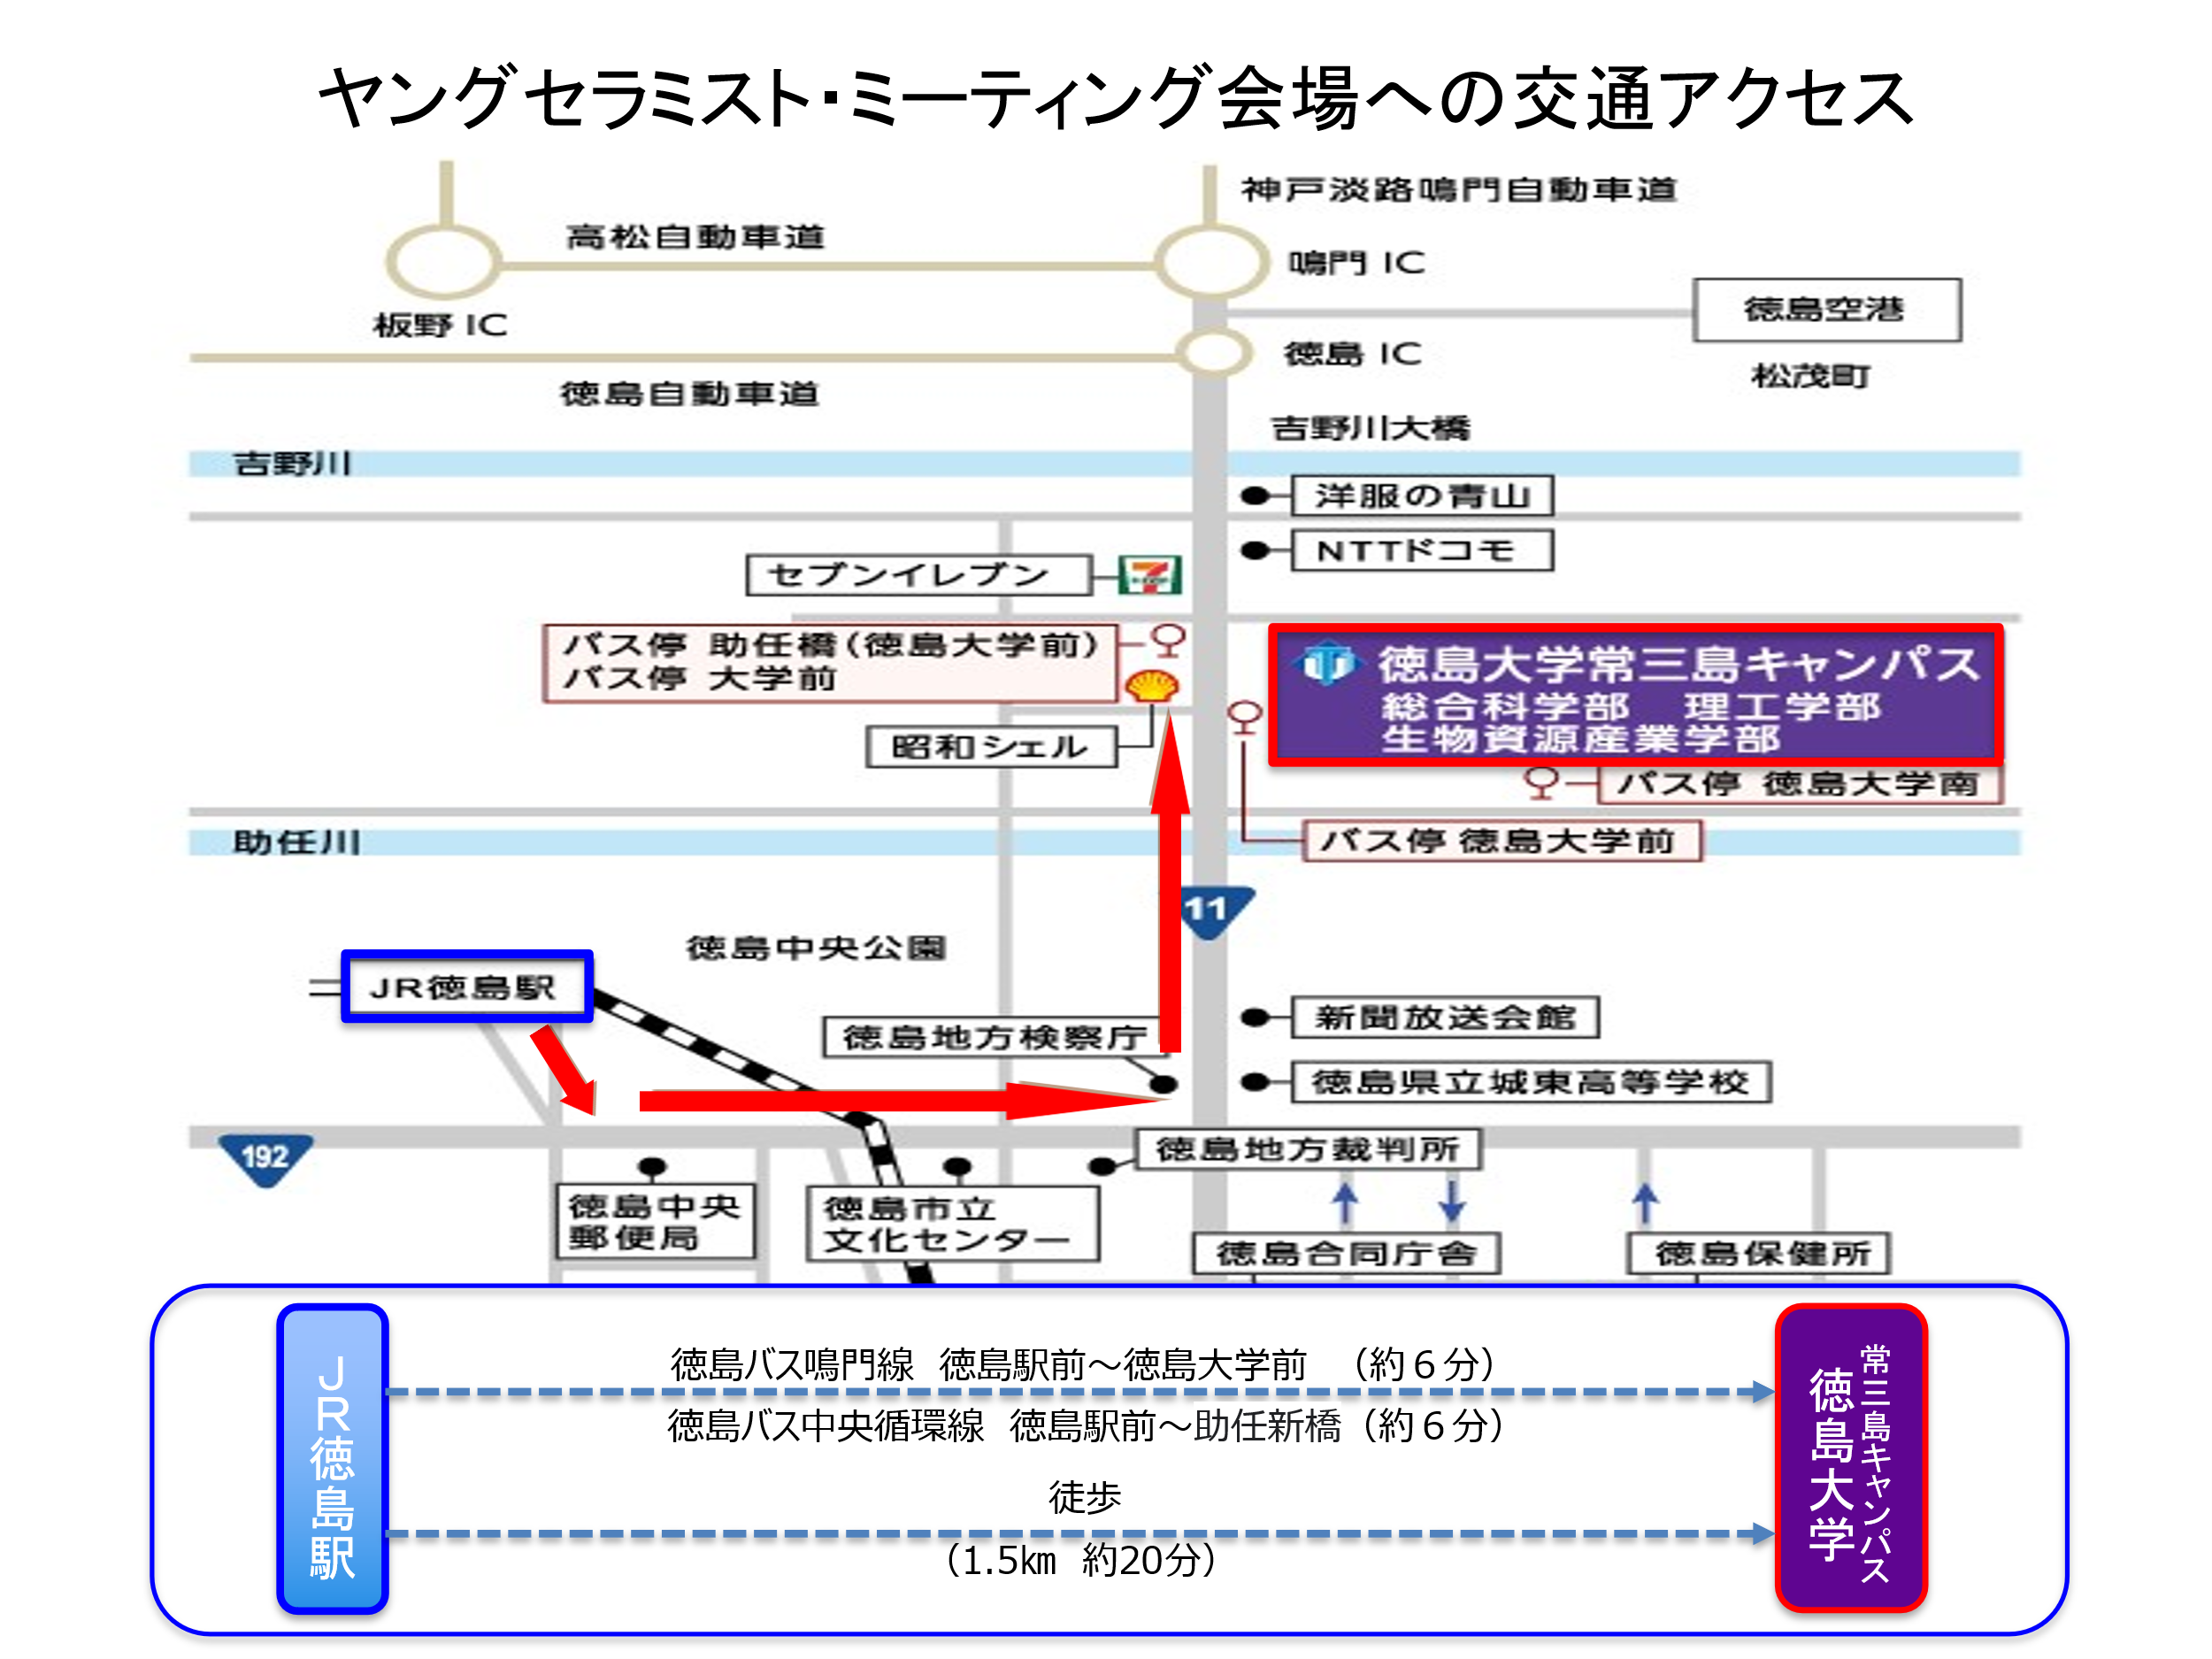 ヤングセラミスト・ミーティング会場への交通アクセス
神戸淡路鳴門自動車道
高松自動車道
鳴門 IC
徳島空港
板野 IC
徳島 IC
松茂町
徳島自動車道
吉野川大橋
吉野川
洋服の青山
NTTドコモ
セブンイレブン
7
バス停 助任橋(徳島大学前)
バス停 大学前
徳島大学常三島キャンパス
総合科学部 理工学部
生物資源産業学部
昭和シェル
バス停 徳島大学南
助任川
バス停 徳島大学前
11
徳島中央公園
JR徳島駅
新聞放送会館
徳島地方検察庁
徳島県立城東高等学校
192
徳島地方裁判所
徳島中央
郵便局
徳島市立
文化センター
徳島合同庁舎
徳島保健所
JR徳島駅
徳島バス鳴門線 徳島駅前～徳島大学前 (約6分)
徳島バス中央循環線 徳島駅前～助任新橋(約6分)
徒歩
(1.5km 約20分)
常三島キャンパス
徳島大学